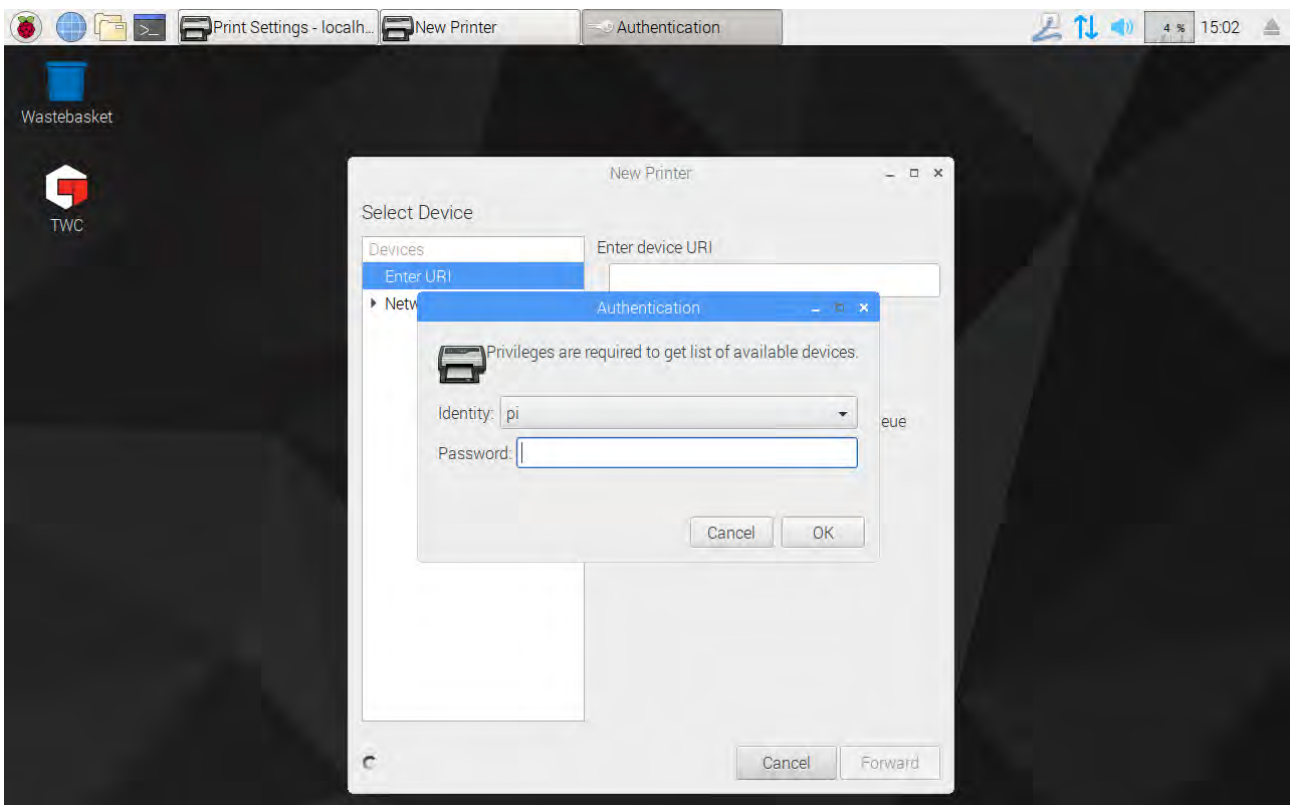 Print Settings - localh...
New Printer
Authentication
4 %
15:02
Wastebasket
TWC
New Printer
Select Device
Devices
Enter URI
Netw
Enter device URI
Authentication
Privileges are required to get list of available devices.
Identity: pi
Password:
eue
Cancel
OK
Cancel
Forward